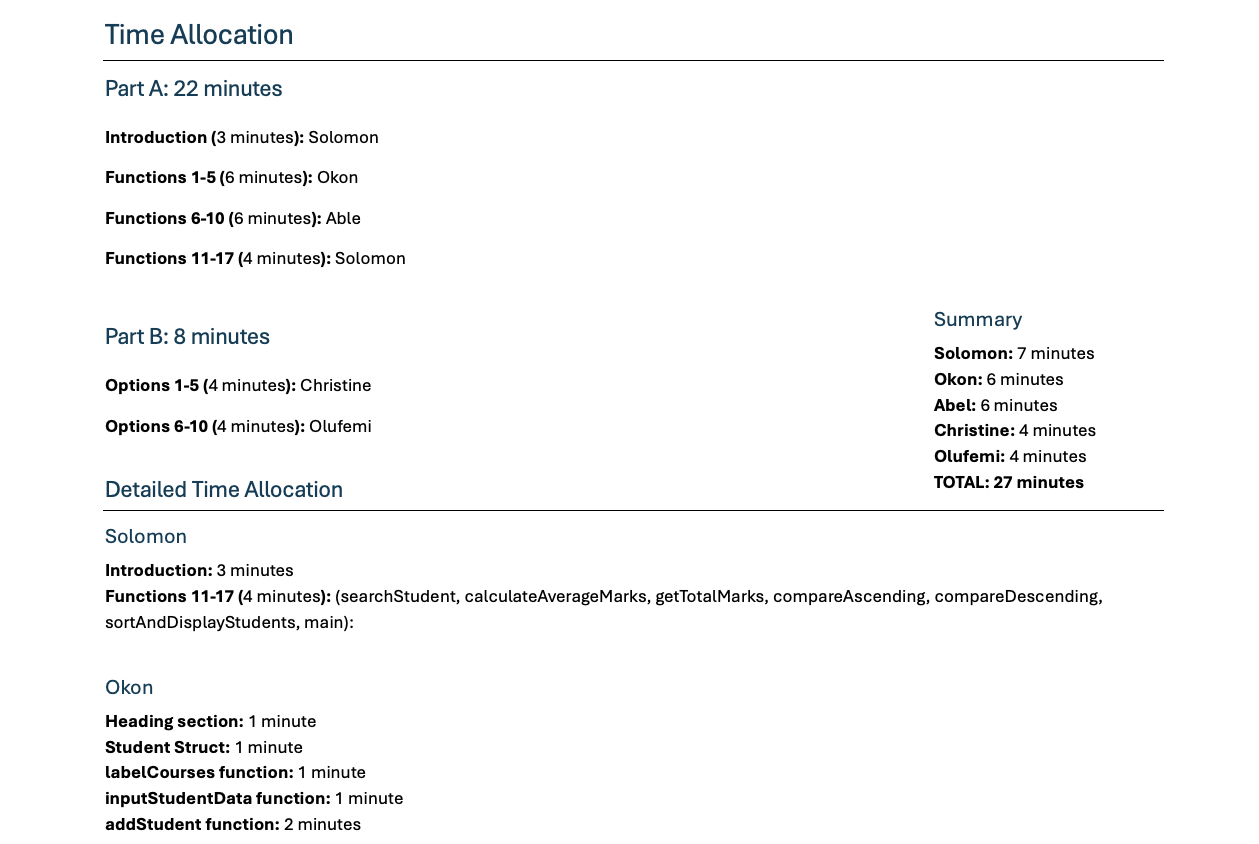 Time Allocation
Part A: 22 minutes
Introduction (3 minutes): Solomon
Functions 1-5 (6 minutes): Okon
Functions 6-10 (6 minutes): Able
Functions 11-17 (4 minutes): Solomon
Part B: 8 minutes
Options 1-5 (4 minutes): Christine
Options 6-10 (4 minutes): Olufemi
Summary
Solomon: 7 minutes
Okon: 6 minutes
Abel: 6 minutes
Christine: 4 minutes
Olufemi: 4 minutes
TOTAL: 27 minutes
Detailed Time Allocation
Solomon
Introduction: 3 minutes
Functions 11-17 (4 minutes): (searchStudent, calculateAverageMarks, getTotalMarks, compareAscending, compareDescending,
sortAndDisplayStudents, main):
Okon
Heading section: 1 minute
Student Struct: 1 minute
labelCourses function: 1 minute
inputStudentData function: 1 minute
addStudent function: 2 minutes